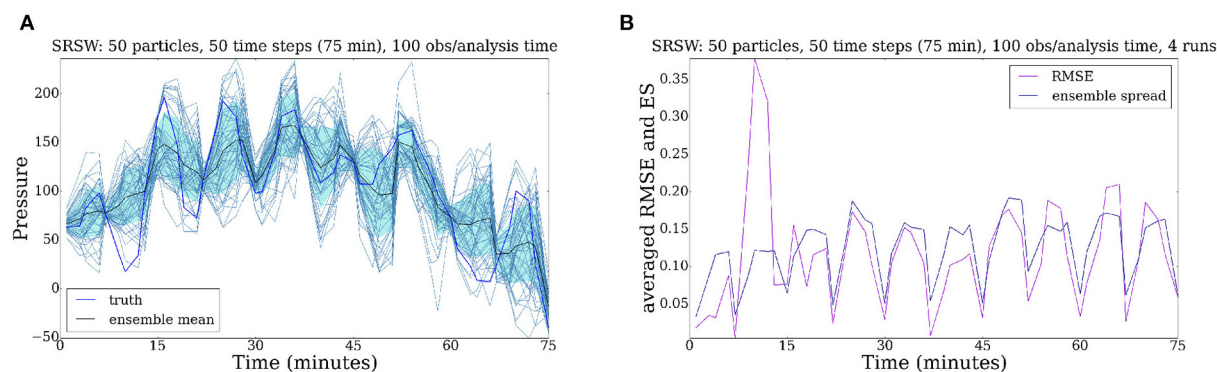 A
SRSW: 50 particles, 50 time steps (75 min), 100 obs/analysis time
Pressure
200
150
100
50
0
−50
truth
ensemble mean
0 15 30 45 60 75
Time (minutes)
B
SRSW: 50 particles, 50 time steps (75 min), 100 obs/analysis time, 4 runs
averaged RMSE and ES
0.35
0.30
0.25
0.20
0.15
0.10
0.05
RMSE
ensemble spread
0 15 30 45 60 75
Time (minutes)